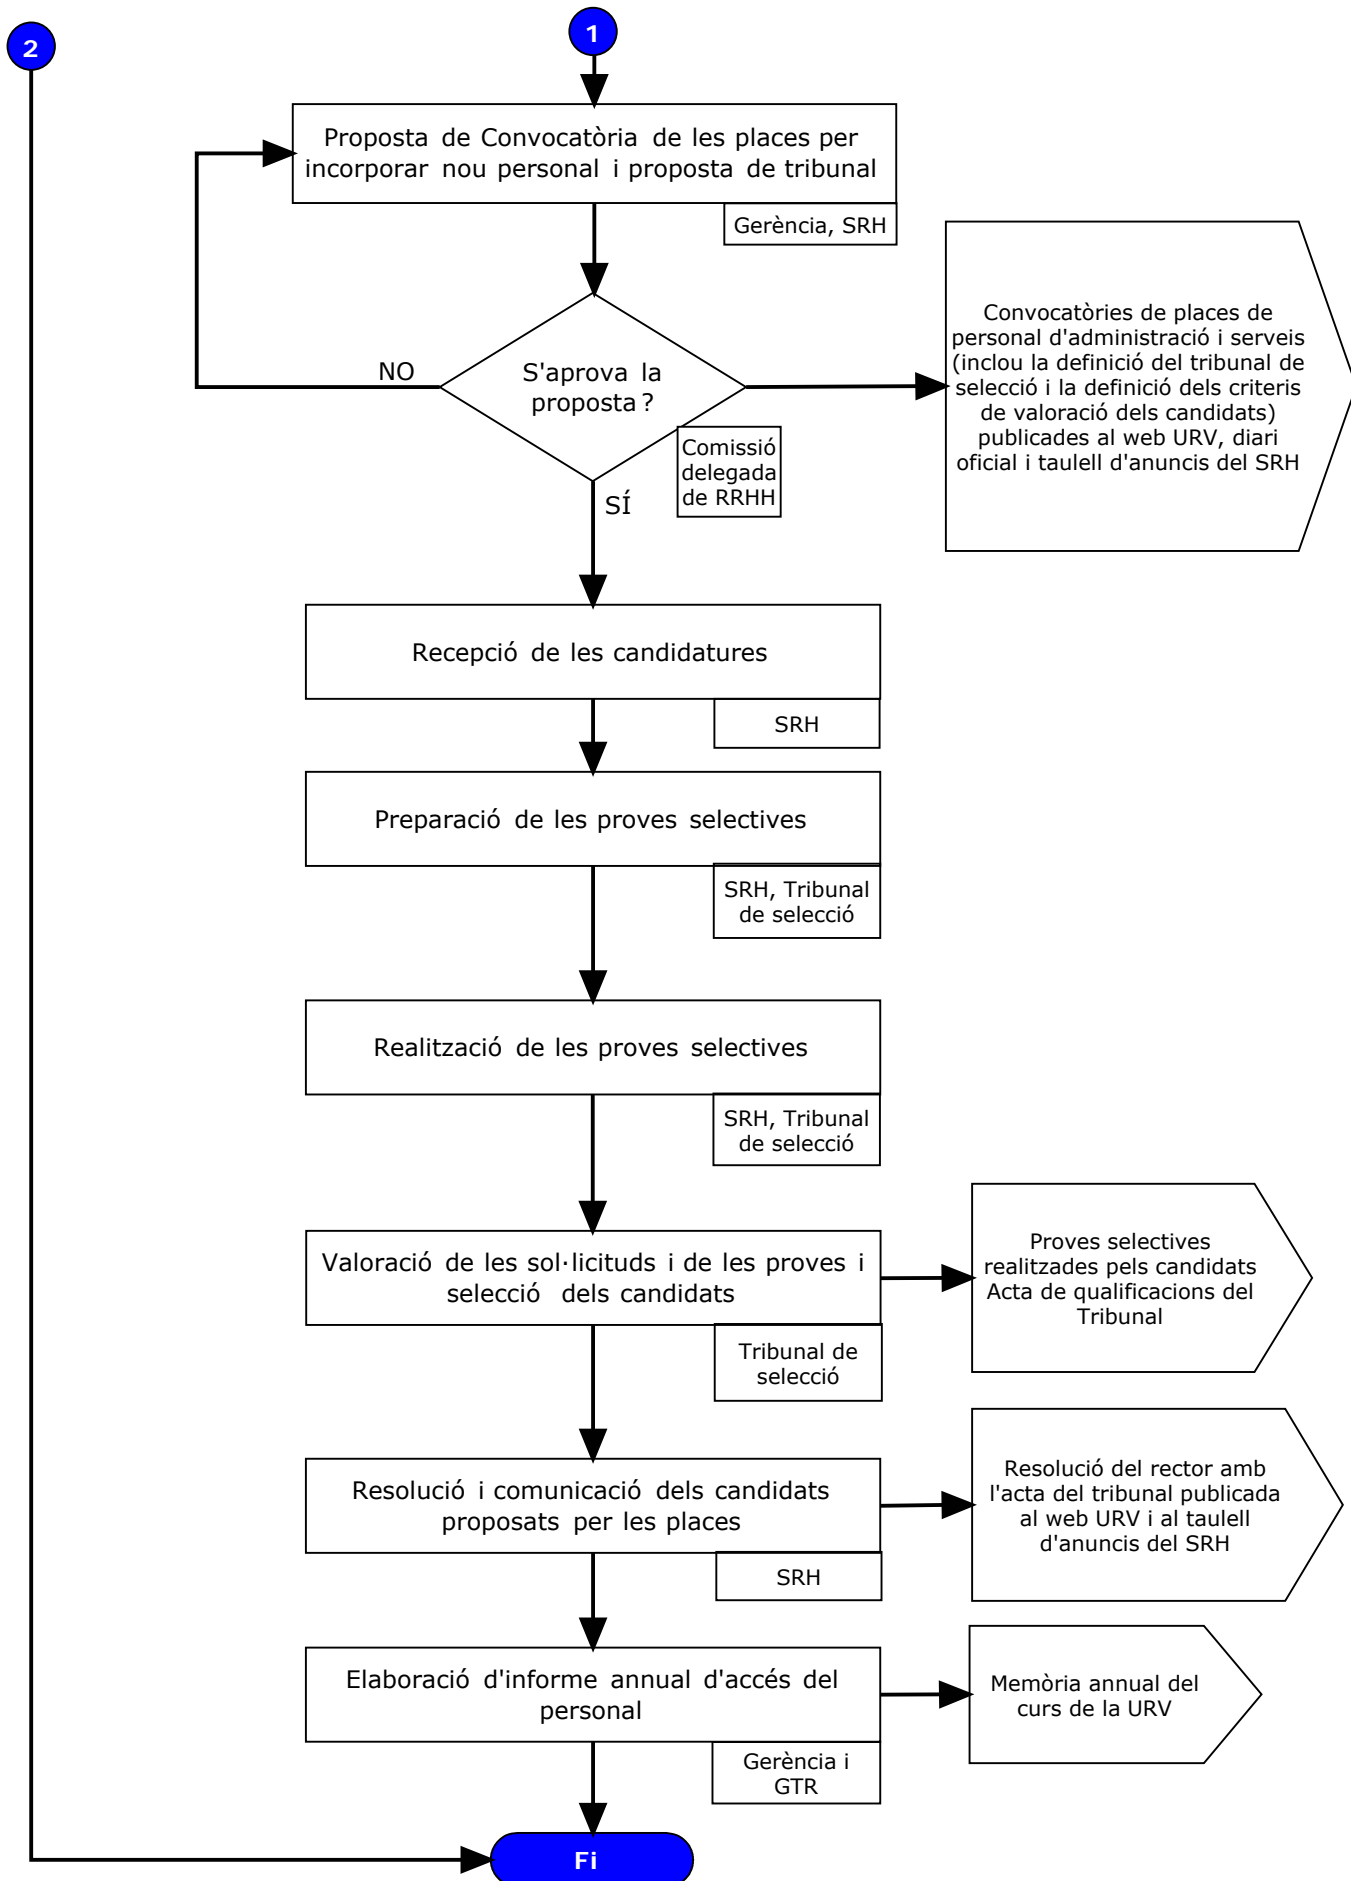 2
1
Proposta de Convocatòria de les places per
incorporar nou personal i proposta de tribunal
Gerència, SRH
Convocatòries de places de
personal d'administració i serveis
(inclou la definició del tribunal de
selecció i la definició dels criteris
de valoració dels candidats)
publicades al web URV, diari
oficial i taulell d'anuncis del SRH
NO
S'aprova la
proposta?
Comissió
delegada
de RRHH
SÍ
Recepció de les candidatures
SRH
Preparació de les proves selectives
SRH, Tribunal
de selecció
Realització de les proves selectives
SRH, Tribunal
de selecció
Valoració de les sol·licituds i de les proves i
selecció dels candidats
Tribunal de
selecció
Proves selectives
realitzades pels candidats
Acta de qualificacions del
Tribunal
Resolució i comunicació dels candidats
proposats per les places
SRH
Resolució del rector amb
l'acta del tribunal publicada
al web URV i al taulell
d'anuncis del SRH
Elaboració d'informe annual d'accés del
personal
Gerència i
GTR
Memòria annual del
curs de la URV
Fi